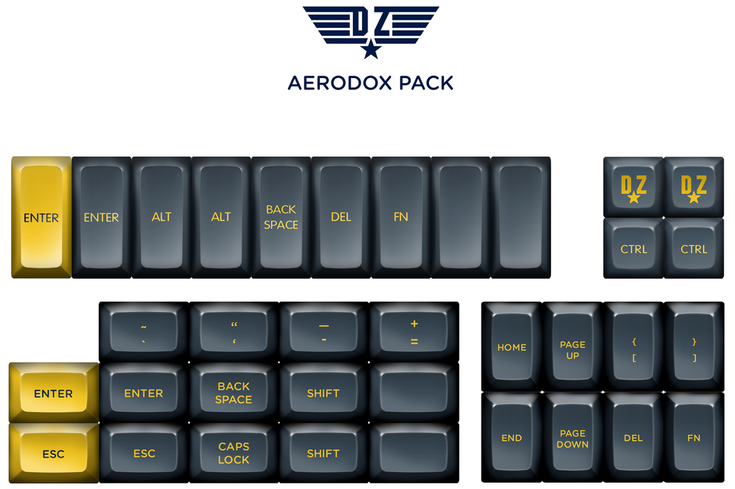 DZ
AERODOX PACK
ENTER ENTER ALT ALT BACK SPACE DEL FN
DZ DZ
CTRL CTRL
~ `
“ ‘
— -
+ =
ENTER ENTER BACK SPACE SHIFT
ESC ESC CAPS LOCK SHIFT
HOME PAGE UP { [ } ]
END PAGE DOWN DEL FN